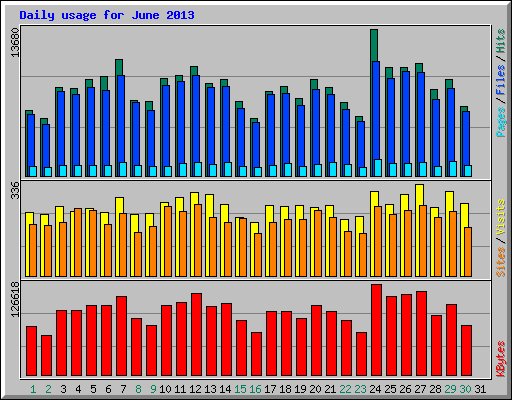 Daily usage for June 2013
13680
Pages / Files / Hits
336
Sites / Visits
126618
KBytes
1 2 3 4 5 6 7 8 9 10 11 12 13 14 15 16 17 18 19 20 21 22 23 24 25 26 27 28 29 30 31